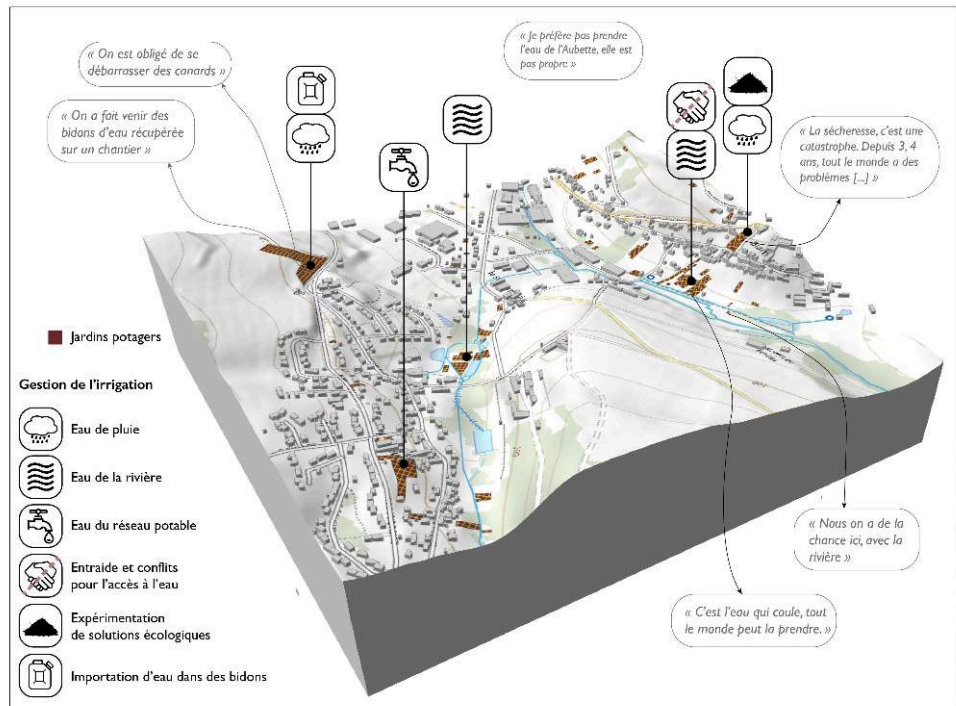 « On est obligé de se
débarrasser des canards »
« On a fait venir des
bidons d'eau récupérée
sur un chantier »
« Je préfère pas prendre
l'eau de l'Aubette, elle est
pas propre »
« La sécheresse, c'est une
catastrophe. Depuis 3, 4
ans, tout le monde a des
problèmes [...] »
Jardins potagers
Gestion de l'irrigation
Eau de pluie
Eau de la rivière
Eau du réseau potable
Entraide et conflits
pour l'accès à l'eau
Expérimentation
de solutions écologiques
Importation d'eau dans des bidons
« Nous on a de la
chance ici, avec la
rivière »
« C'est l'eau qui coule, tout
le monde peut la prendre. »